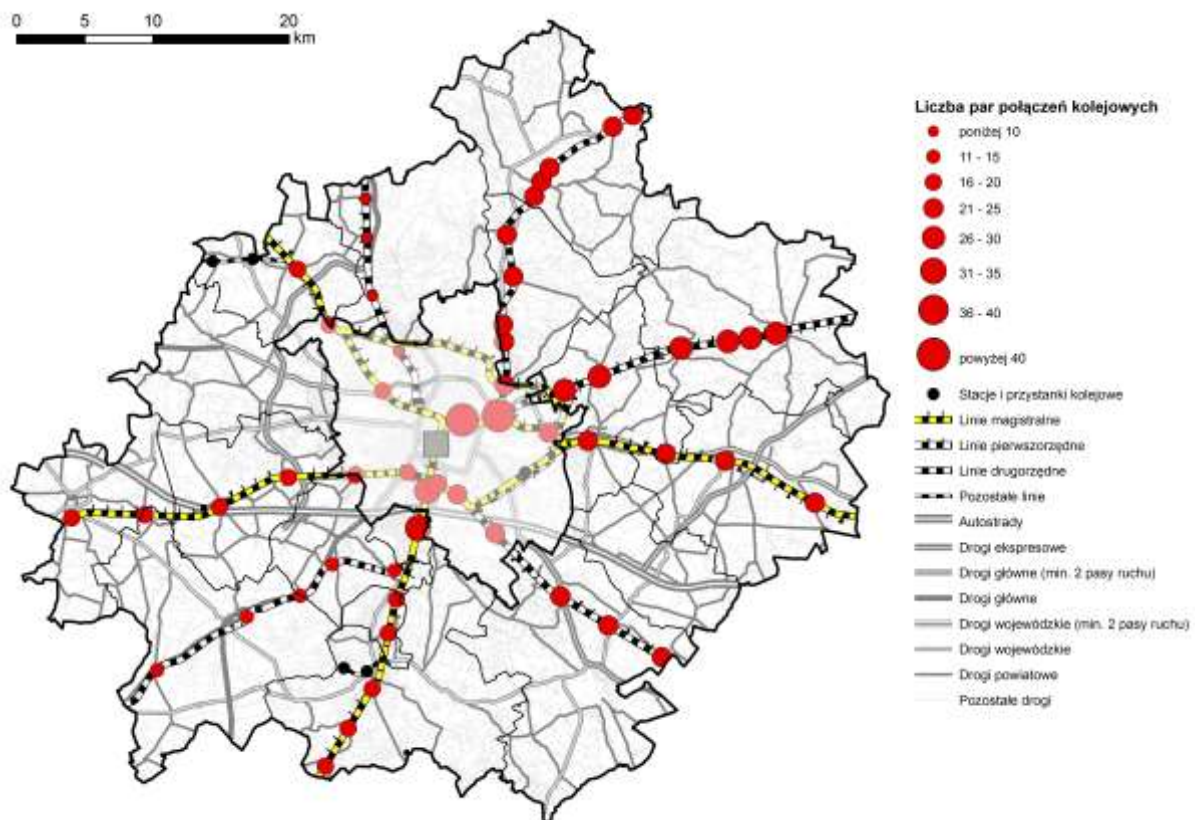 0 5 10 20
km
Liczba par połączeń kolejowych
poniżej 10
11 - 15
16 - 20
21 - 25
26 - 30
31 - 35
36 - 40
powyżej 40
Stacje i przystanki kolejowe
Linie magistralne
Linie pierwszorzędne
Linie drugorzędne
Pozostałe linie
Autostrady
Drogi ekspresowe
Drogi główne (min. 2 pasy ruchu)
Drogi główne
Drogi wojewódzkie (min. 2 pasy ruchu)
Drogi wojewódzkie
Drogi powiatowe
Pozostałe drogi